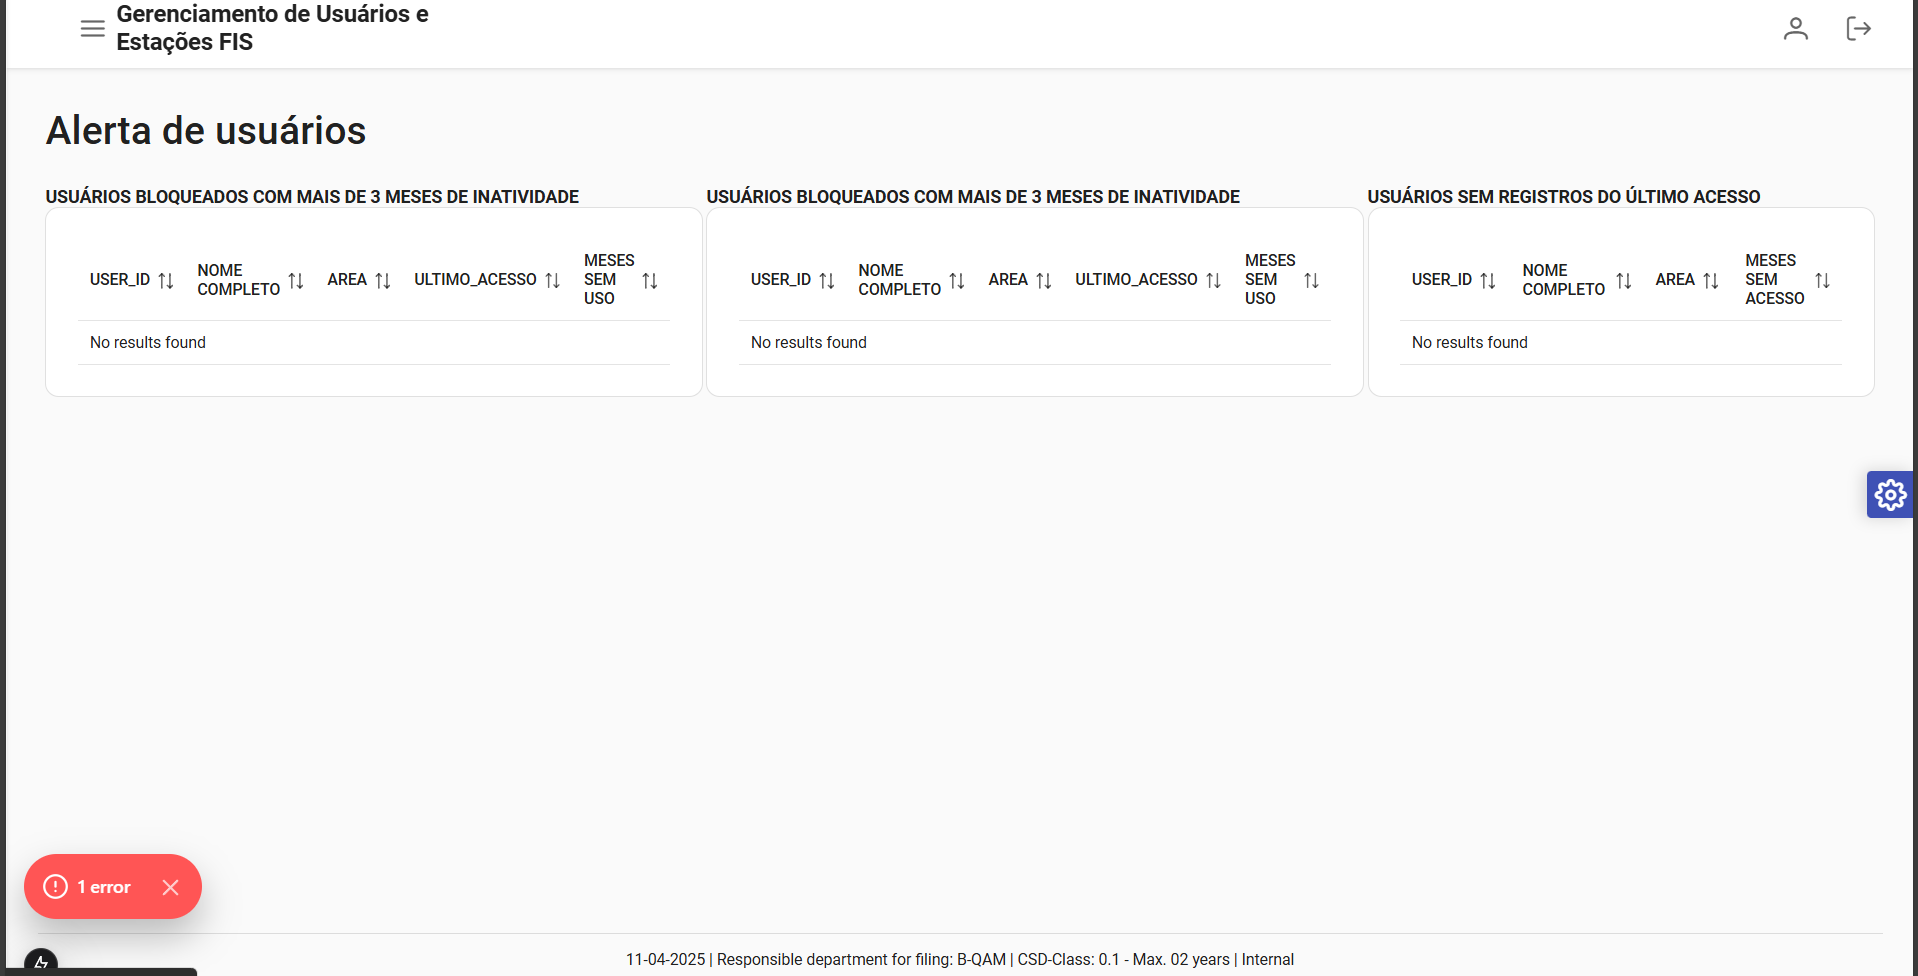 Gerenciamento de Usuários e
Estações FIS
Alerta de usuários
USUÁRIOS BLOQUEADOS COM MAIS DE 3 MESES DE INATIVIDADE
USER_ID
NOME
COMPLETO
AREA
ULTIMO_ACESSO
MESES
SEM
USO
No results found
USUÁRIOS BLOQUEADOS COM MAIS DE 3 MESES DE INATIVIDADE
USER_ID
NOME
COMPLETO
AREA
ULTIMO_ACESSO
MESES
SEM
USO
No results found
USUÁRIOS SEM REGISTROS DO ÚLTIMO ACESSO
USER_ID
NOME
COMPLETO
AREA
MESES
SEM
ACESSO
No results found
1 error
11-04-2025 | Responsible department for filing: B-QAM | CSD-Class: 0.1 - Max. 02 years | Internal